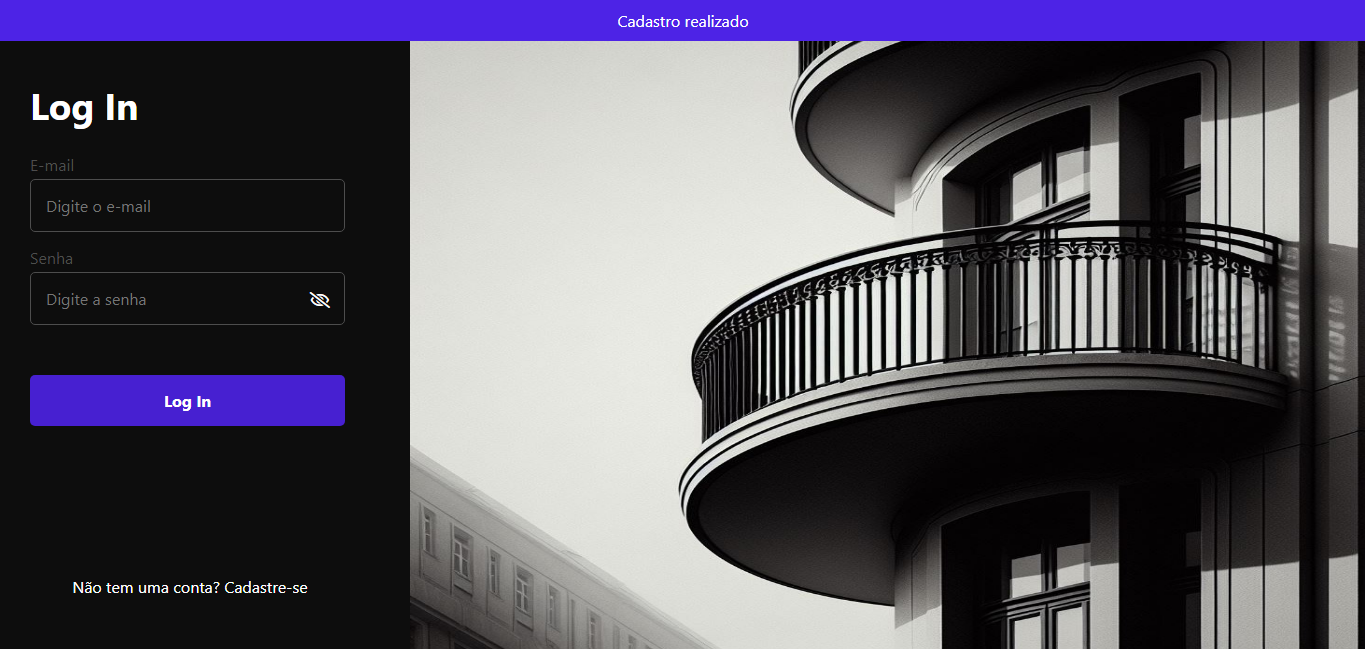 Cadastro realizado
Log In
E-mail
Digite o e-mail
Senha
Digite a senha
Log In
Não tem uma conta? Cadastre-se